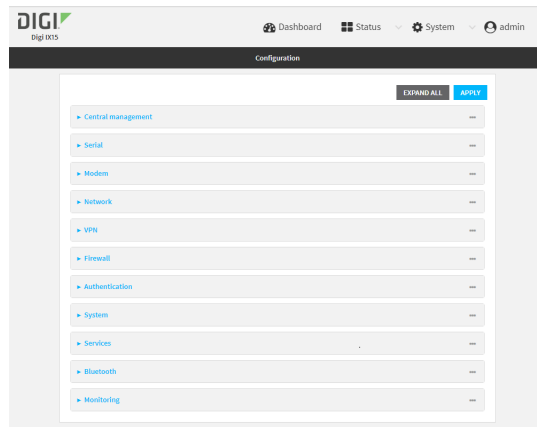 DIGI
Digi IX15
Dashboard
Status
System
admin
Configuration
EXPAND ALL
APPLY
Central management
Serial
Modem
Network
VPN
Firewall
Authentication
System
Services
Bluetooth
Monitoring